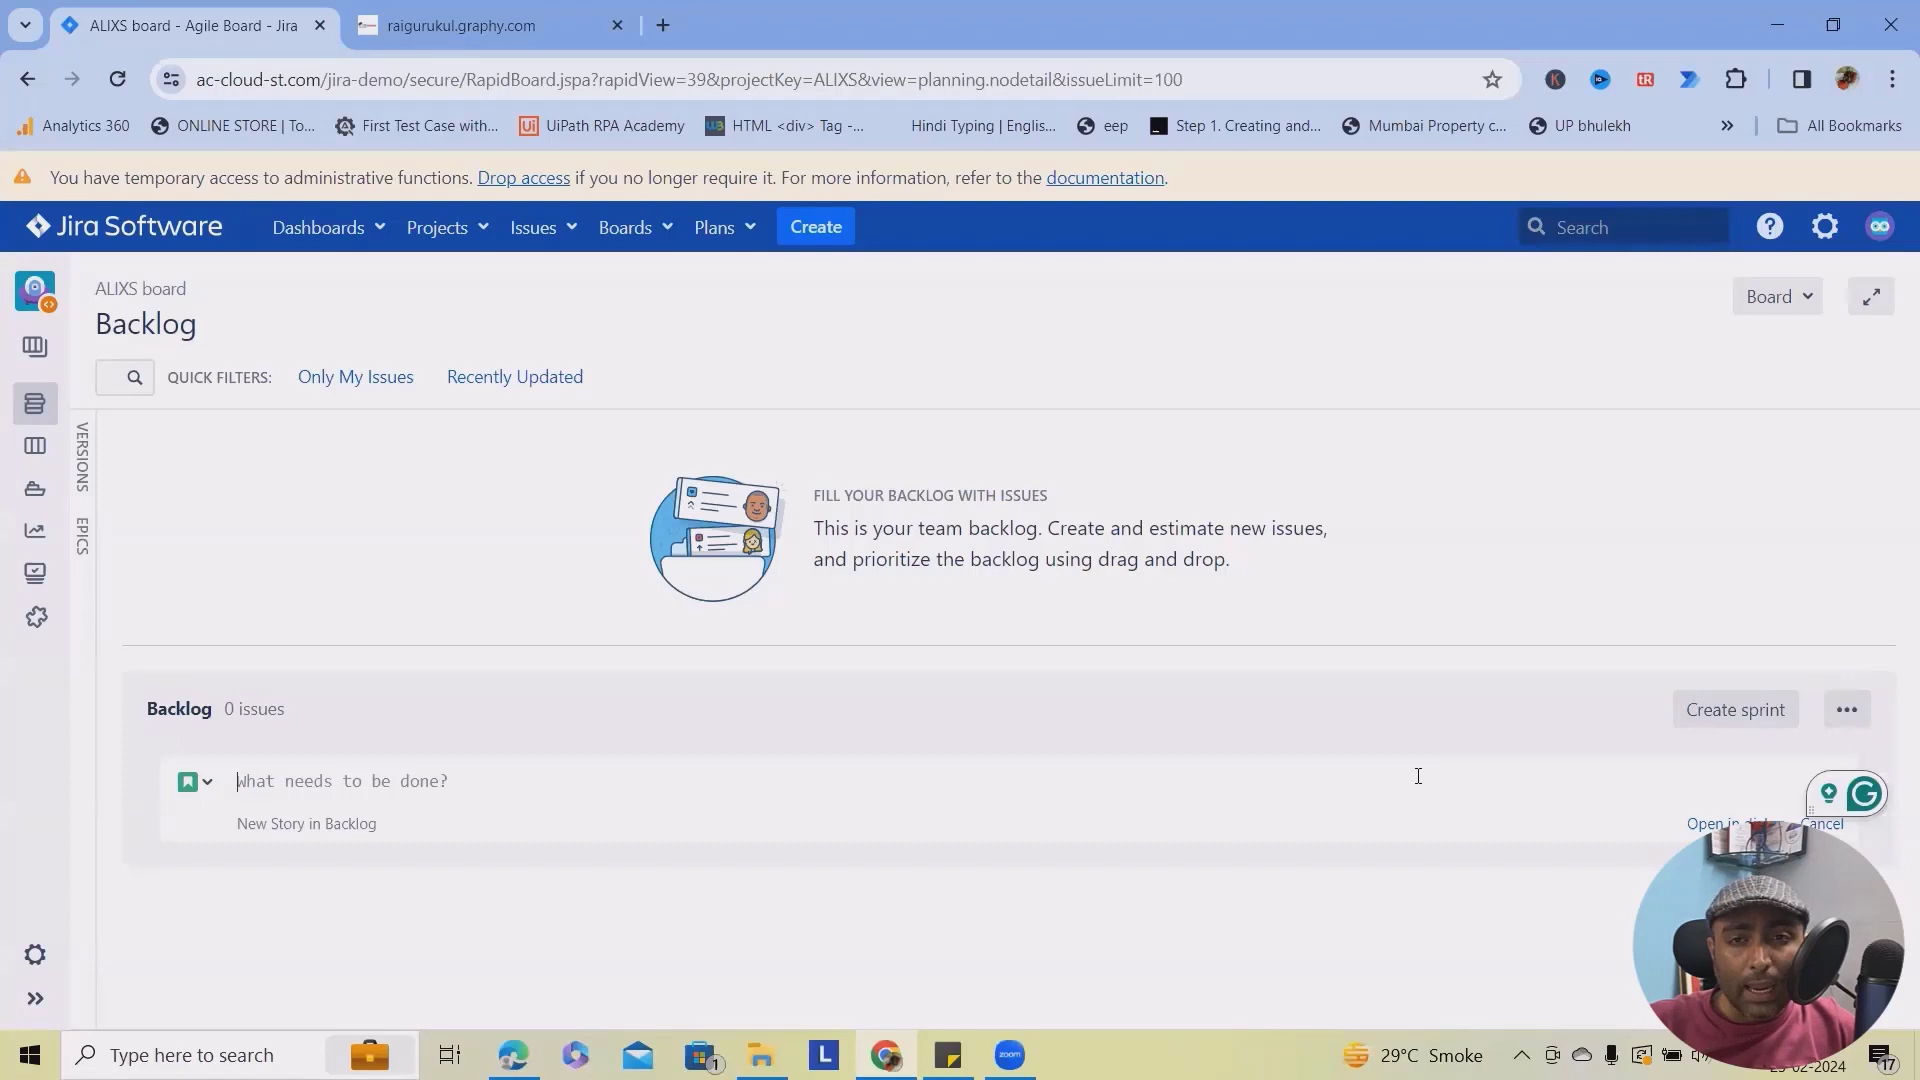 ALIXS board - Agile Board - Jira
raigurukul.graphy.com
ac-cloud-st.com/jira-demo/secure/RapidBoard.jspa?rapidView=39&projectKey=ALIXS&view=planning.nodetail&issueLimit=100
Analytics 360
ONLINE STORE | To...
First Test Case with...
UiPath RPA Academy
HTML <div> Tag -...
Hindi Typing | Englis...
eep
Step 1. Creating and...
Mumbai Property c...
UP bhulekh
All Bookmarks
You have temporary access to administrative functions. Drop access if you no longer require it. For more information, refer to the documentation.
Jira Software
Dashboards
Projects
Issues
Boards
Plans
Create
Search
ALIXS board
Board
Backlog
QUICK FILTERS:
Only My Issues
Recently Updated
VERSIONS
EPICS
FILL YOUR BACKLOG WITH ISSUES
This is your team backlog. Create and estimate new issues,
and prioritize the backlog using drag and drop.
Backlog 0 issues
Create sprint
What needs to be done?
New Story in Backlog
Open in
Cancel
Type here to search
29°C Smoke
17